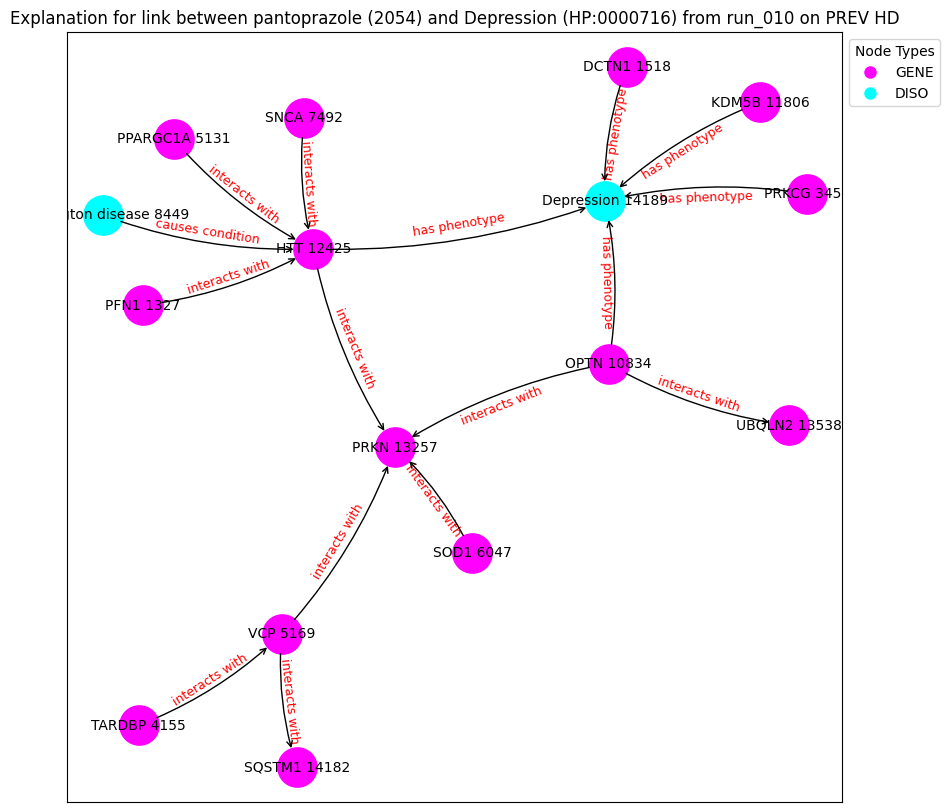 Explanation for link between pantoprazole (2054) and Depression (HP:0000716) from run_010 on PREV HD
Node Types
GENE
DISO
DCTN1 1518
KDM5B 11806
SNCA 7492
PPARGC1A 5131
has phenotype
interacts with
has phenotype
interacts with
PRKCG 345
has phenotype
Depression 14189
uton disease 8449
causes condition
has phenotype
HTT 12425
interacts with
has phenotype
PFN1 1327
interacts with
OPTN 10834
interacts with
interacts with
UBQLN2 13538
PRKN 13257
interacts with
interacts with
SOD1 6047
VCP 5169
interacts with
interacts with
TARDBP 4155
SQSTM1 14182